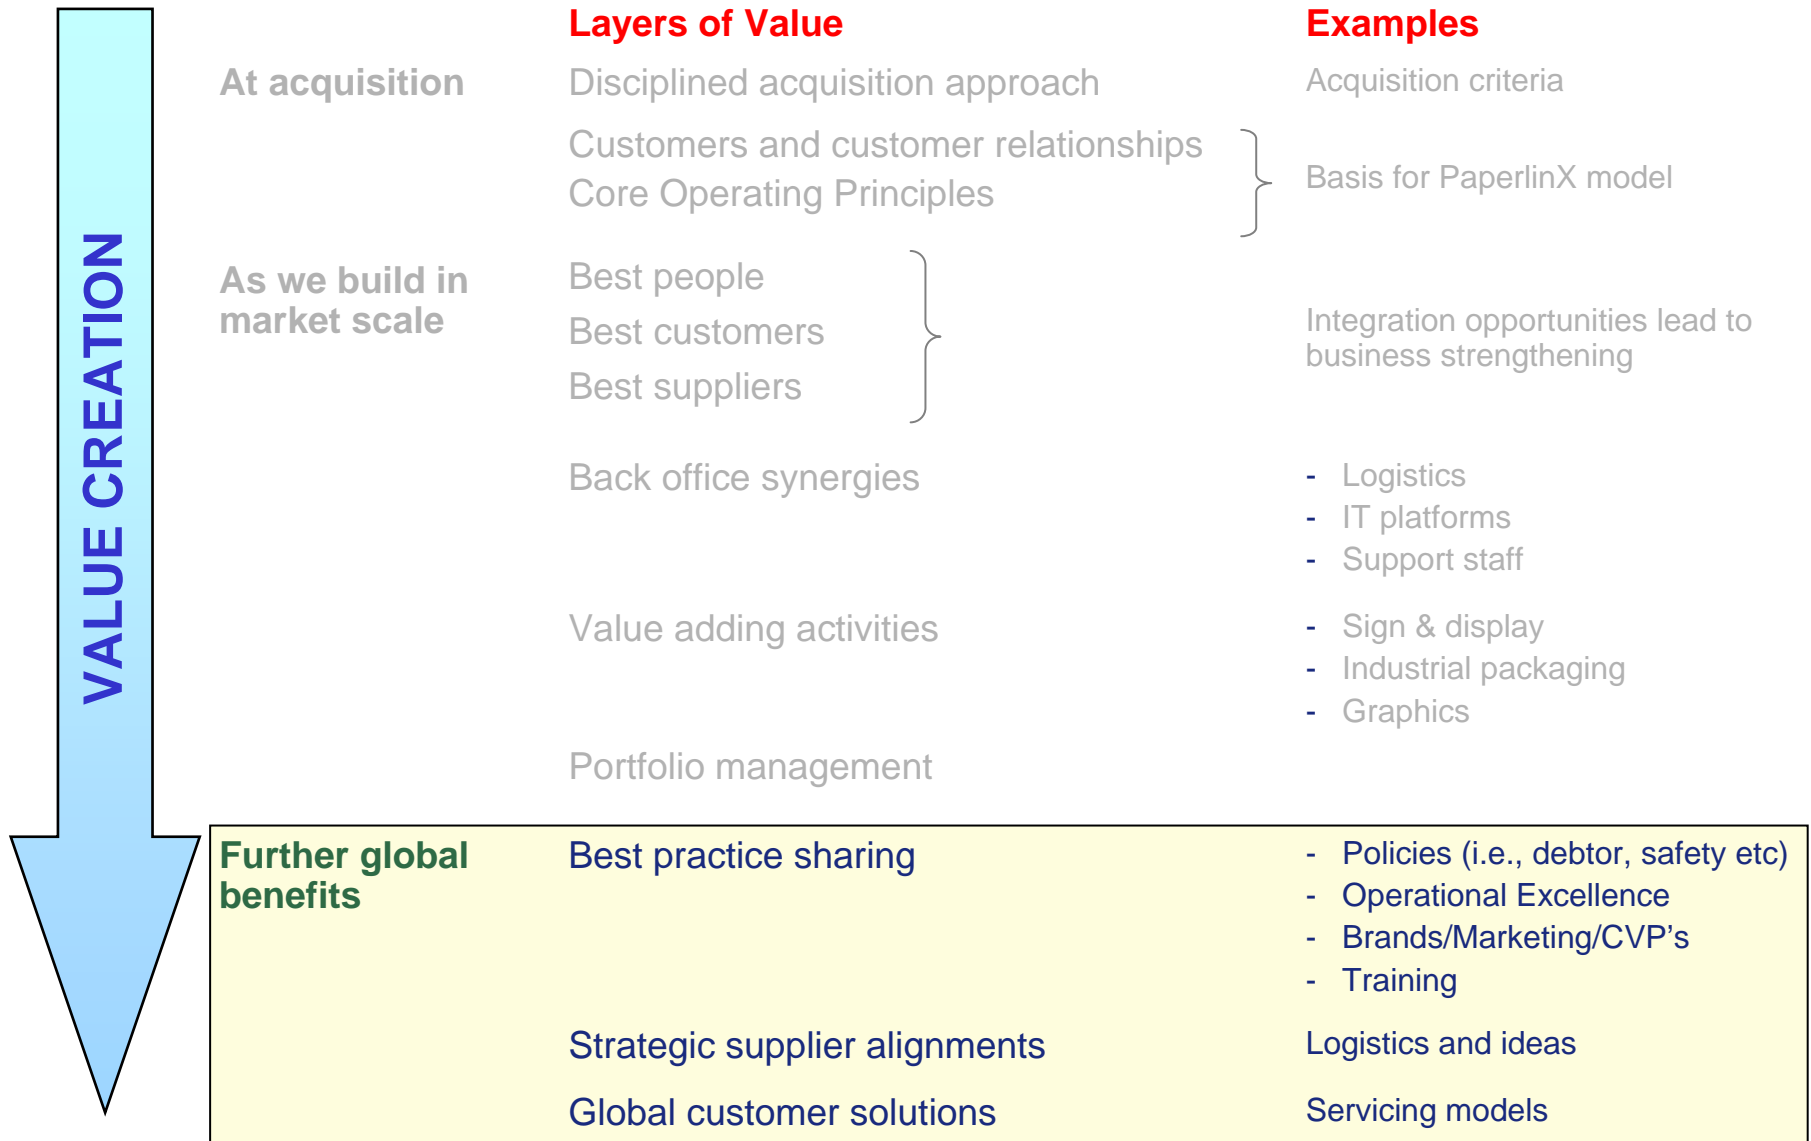 Layers of Value
Examples
At acquisition
Disciplined acquisition approach
Acquisition criteria
Customers and customer relationships
Core Operating Principles
Basis for PaperlinX model
VALUE CREATION
As we build in
market scale
Best people
Best customers
Best suppliers
Integration opportunities lead to
business strengthening
Back office synergies
- Logistics
- IT platforms
- Support staff
Value adding activities
- Sign & display
- Industrial packaging
- Graphics
Portfolio management
Further global
benefits
Best practice sharing
- Policies (i.e., debtor, safety etc)
- Operational Excellence
- Brands/Marketing/CVP’s
- Training
Strategic supplier alignments
Logistics and ideas
Global customer solutions
Servicing models